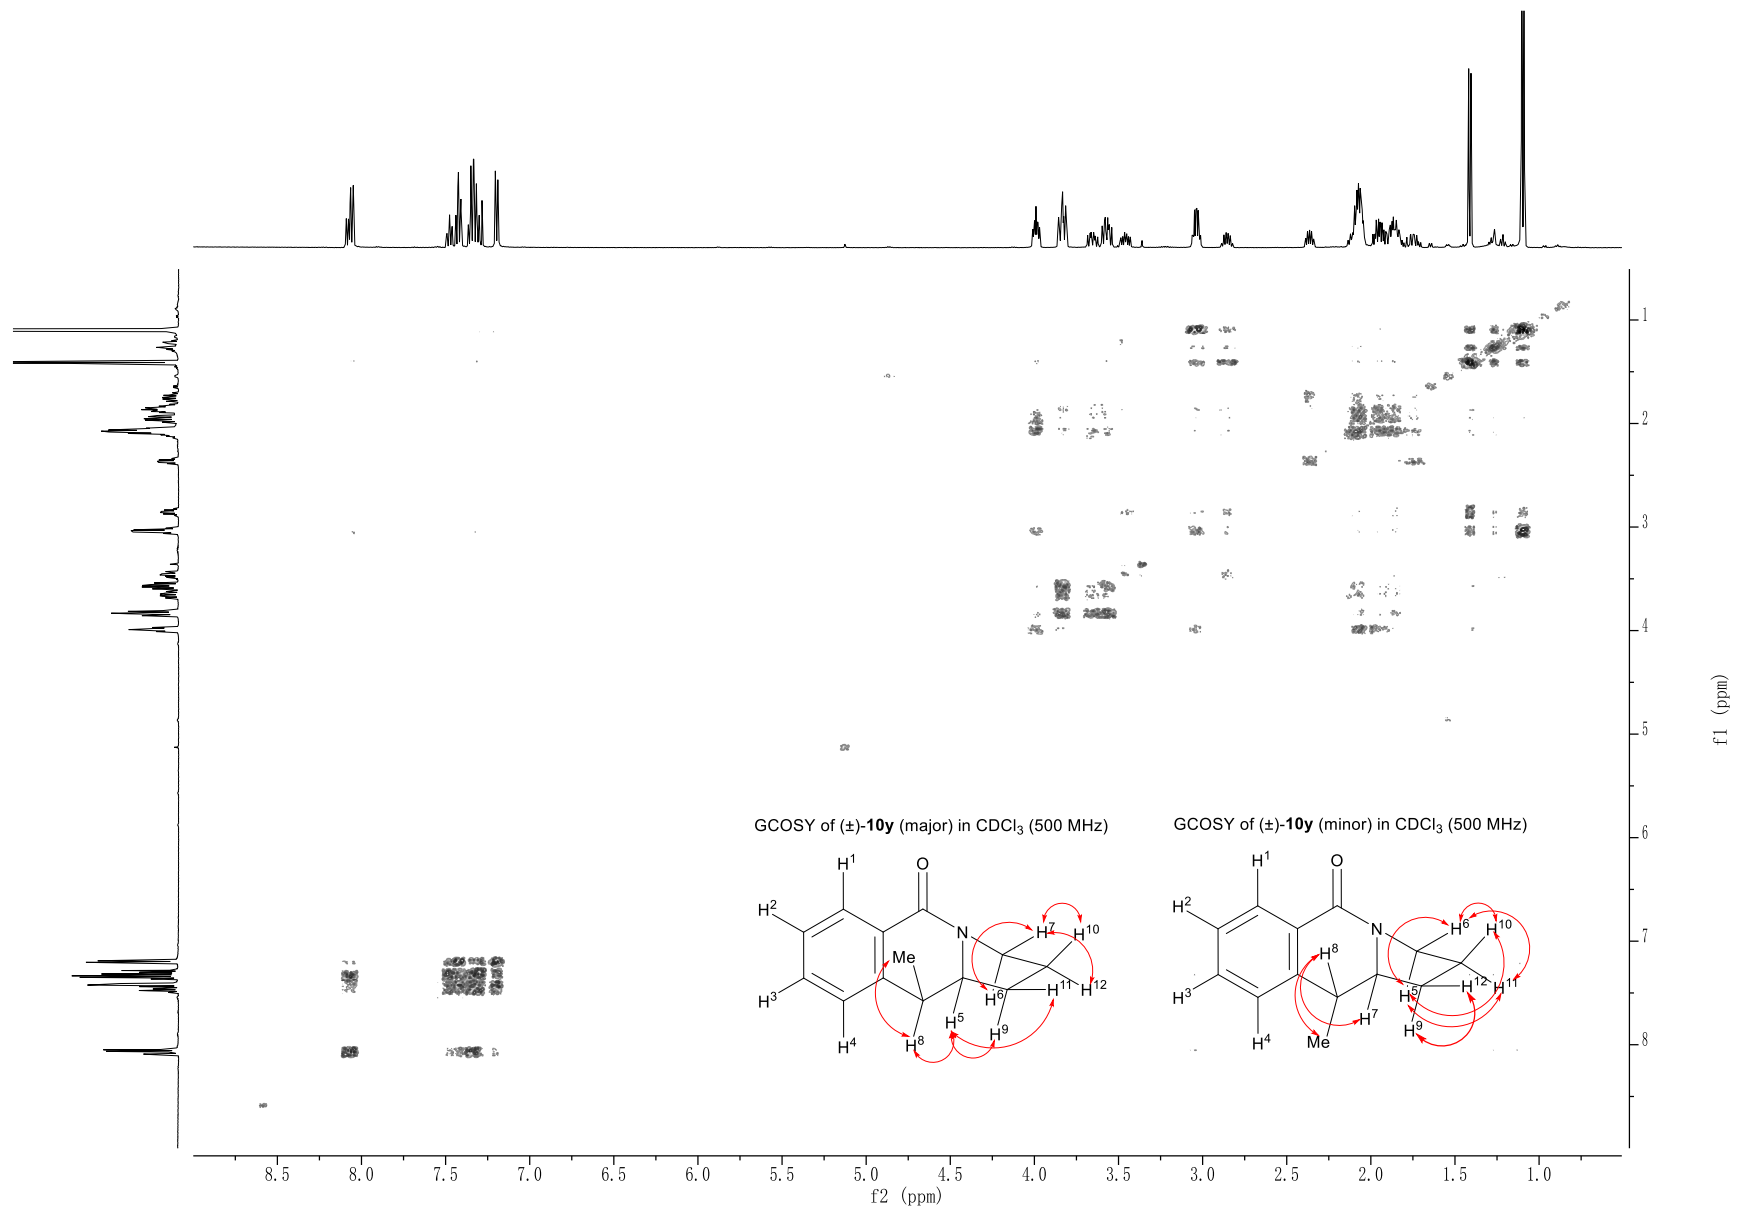 1
2
3
4
5
6
7
8
f1 (ppm)
GCOSY of (±)-10y (major) in CDCl3 (500 MHz)
GCOSY of (±)-10y (minor) in CDCl3 (500 MHz)
H1 O
H2 N H7 H10
Me
H3 H6 H11 H12
H4 H8 H5 H9
H1 O
H2 N H6 H10
H8
H3 H5 H12 H11
H4 H7 H9
Me
8.5 8.0 7.5 7.0 6.5 6.0 5.5 5.0 4.5 4.0 3.5 3.0 2.5 2.0 1.5 1.0
f2 (ppm)